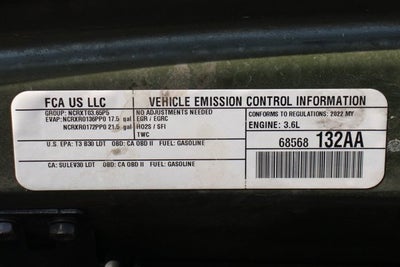 FCA US LLC VEHICLE EMISSION CONTROL INFORMATION
GROUP: NCRXT03.65P5 NO ADJUSTMENTS NEEDED CONFORMS TO REGULATIONS: 2022 MY
EVAP:NCRXR0136PP0 17.5 gal EGR / EGRC
NCRXR0172PP0 21.5 gal HO2S / SFI ENGINE: 3.6L
TWC
U.S. EPA: T3 B30 LDT OBD: CA OBD II FUEL: GASOLINE 68568 132AA
CA: SULEV30 LDT OBD: CA OBD II FUEL: GASOLINE